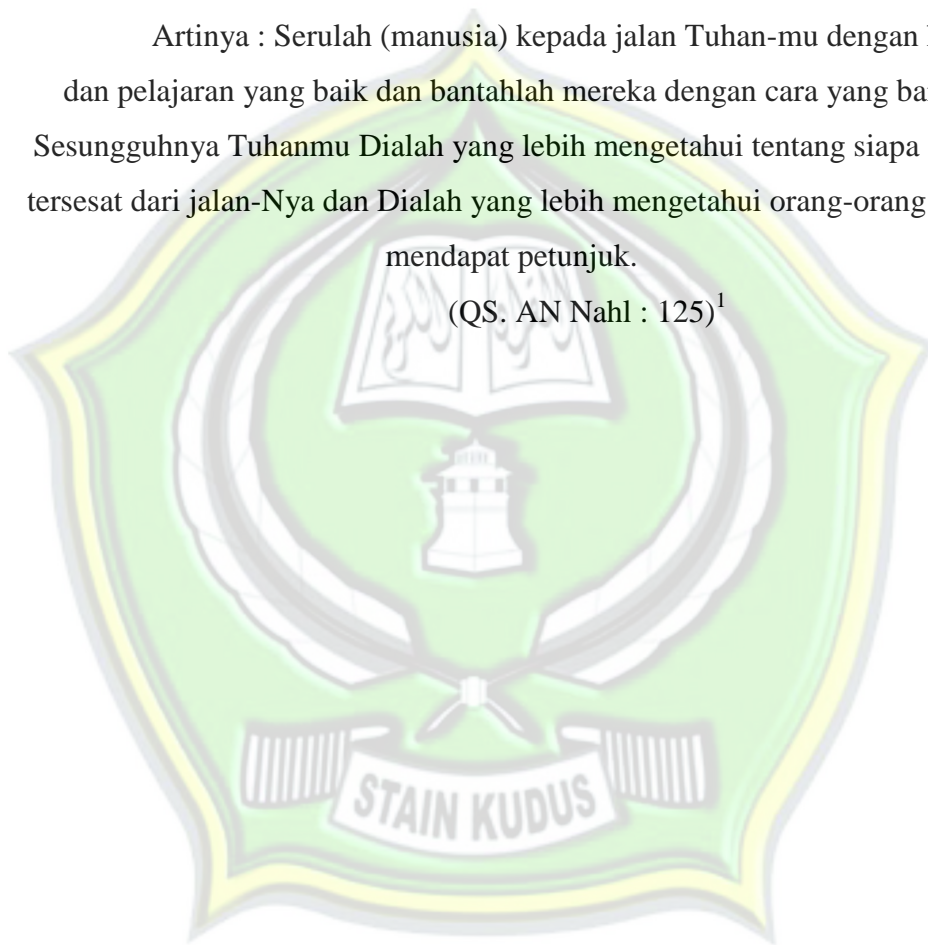 Artinya : Serulah (manusia) kepada jalan Tuhan-mu dengan
dan pelajaran yang baik dan bantahlah mereka dengan cara yang
Sesungguhnya Tuhanmu Dialah yang lebih mengetahui tentang siapa
tersesat dari jalan-Nya dan Dialah yang lebih mengetahui orang-orang
mendapat petunjuk.
(QS. AN Nahl : 125)¹
STAIN KUDUS